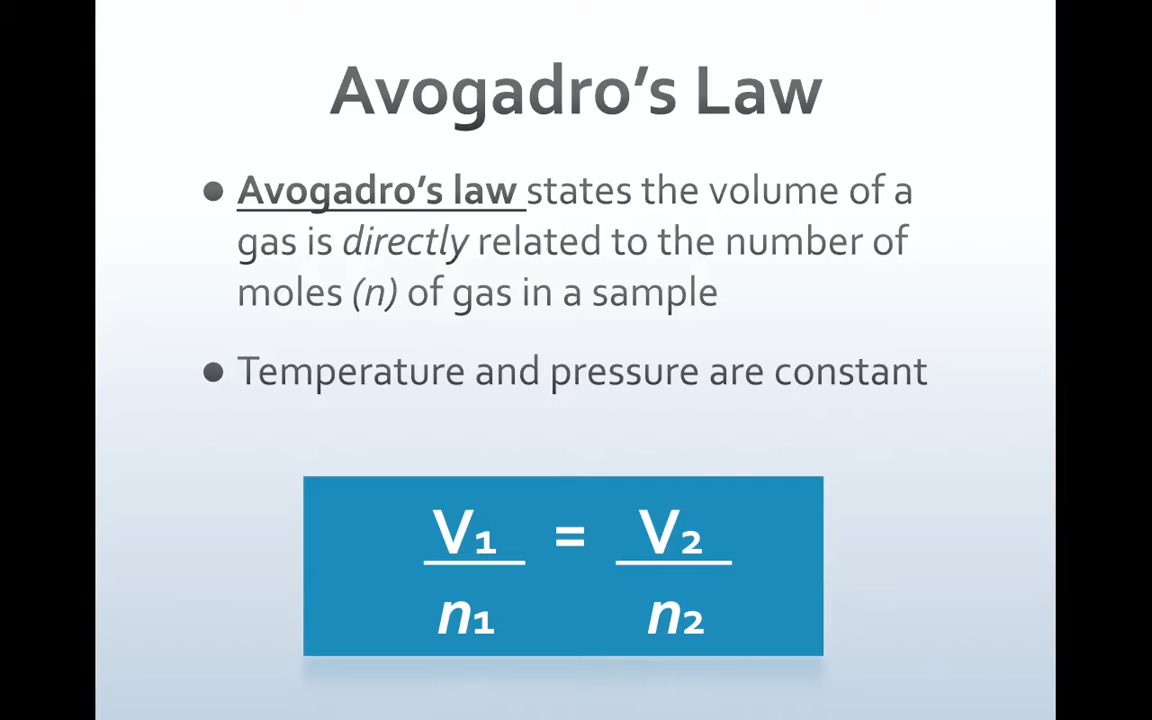 Avogadro's Law
● Avogadro's law states the volume of a
gas is directly related to the number of
moles (n) of gas in a sample
● Temperature and pressure are constant
V₁ = V₂
n₁ n₂